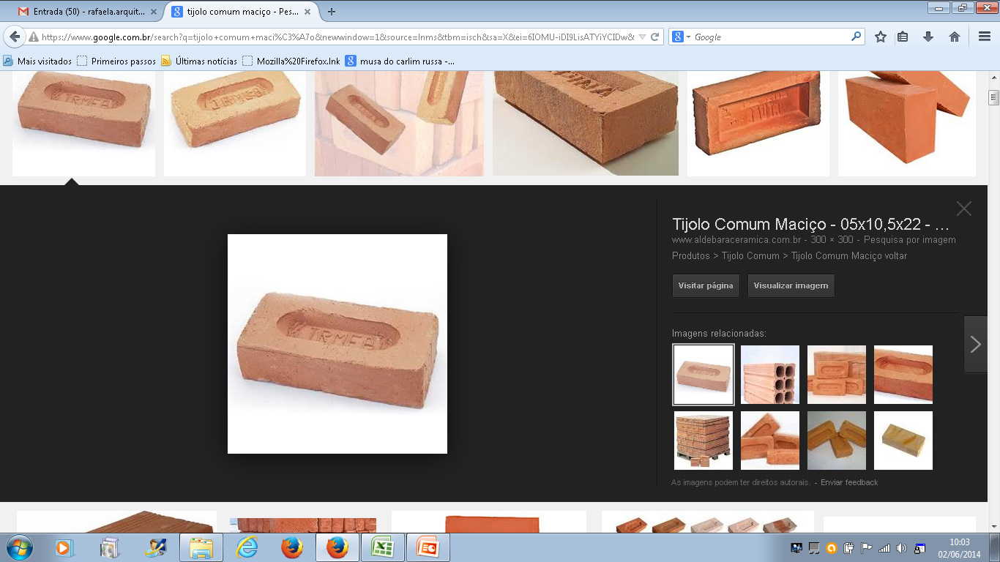 Entrada (50) - rafaela.arquit...
tijolo comum maciço - Pes...
https://www.google.com.br/search?q=tijolo+comum+maci%C3%A7o&newwindow=1&source=lnms&tbm=isch&sa=X&ei=6IOMU-iDI9LisATYiYCIDw&
Google
Mais visitados
Primeiros passos
Últimas notícias
Mozilla%20Firefox.lnk
musa do carlim russa -...
Tijolo Comum Maciço - 05x10,5x22 - ...
www.aldebaraceramica.com.br - 300 × 300 - Pesquisa por imagem
Produtos > Tijolo Comum > Tijolo Comum Maciço voltar
Visitar página
Visualizar imagem
Imagens relacionadas:
As imagens podem ter direitos autorais. - Enviar feedback
10:03
02/06/2014